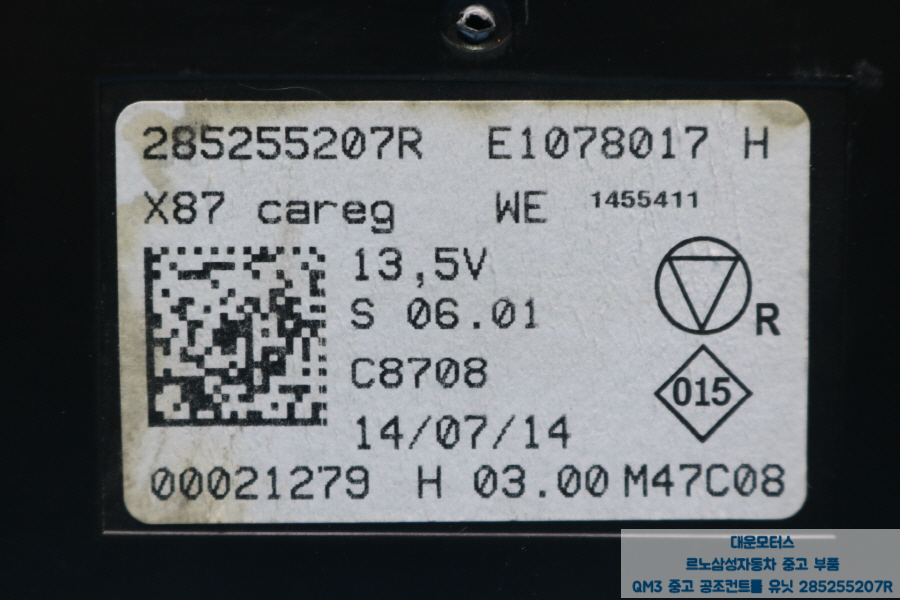 285255207R E1078017 H
X87 careg WE 1455411
13,5V
S 06.01
R
C8708
015
14/07/14
00021279 H 03.00 M47C08
대운모터스
르노삼성자동차 중고 부품
QM3 중고 공조컨트롤 유닛 285255207R